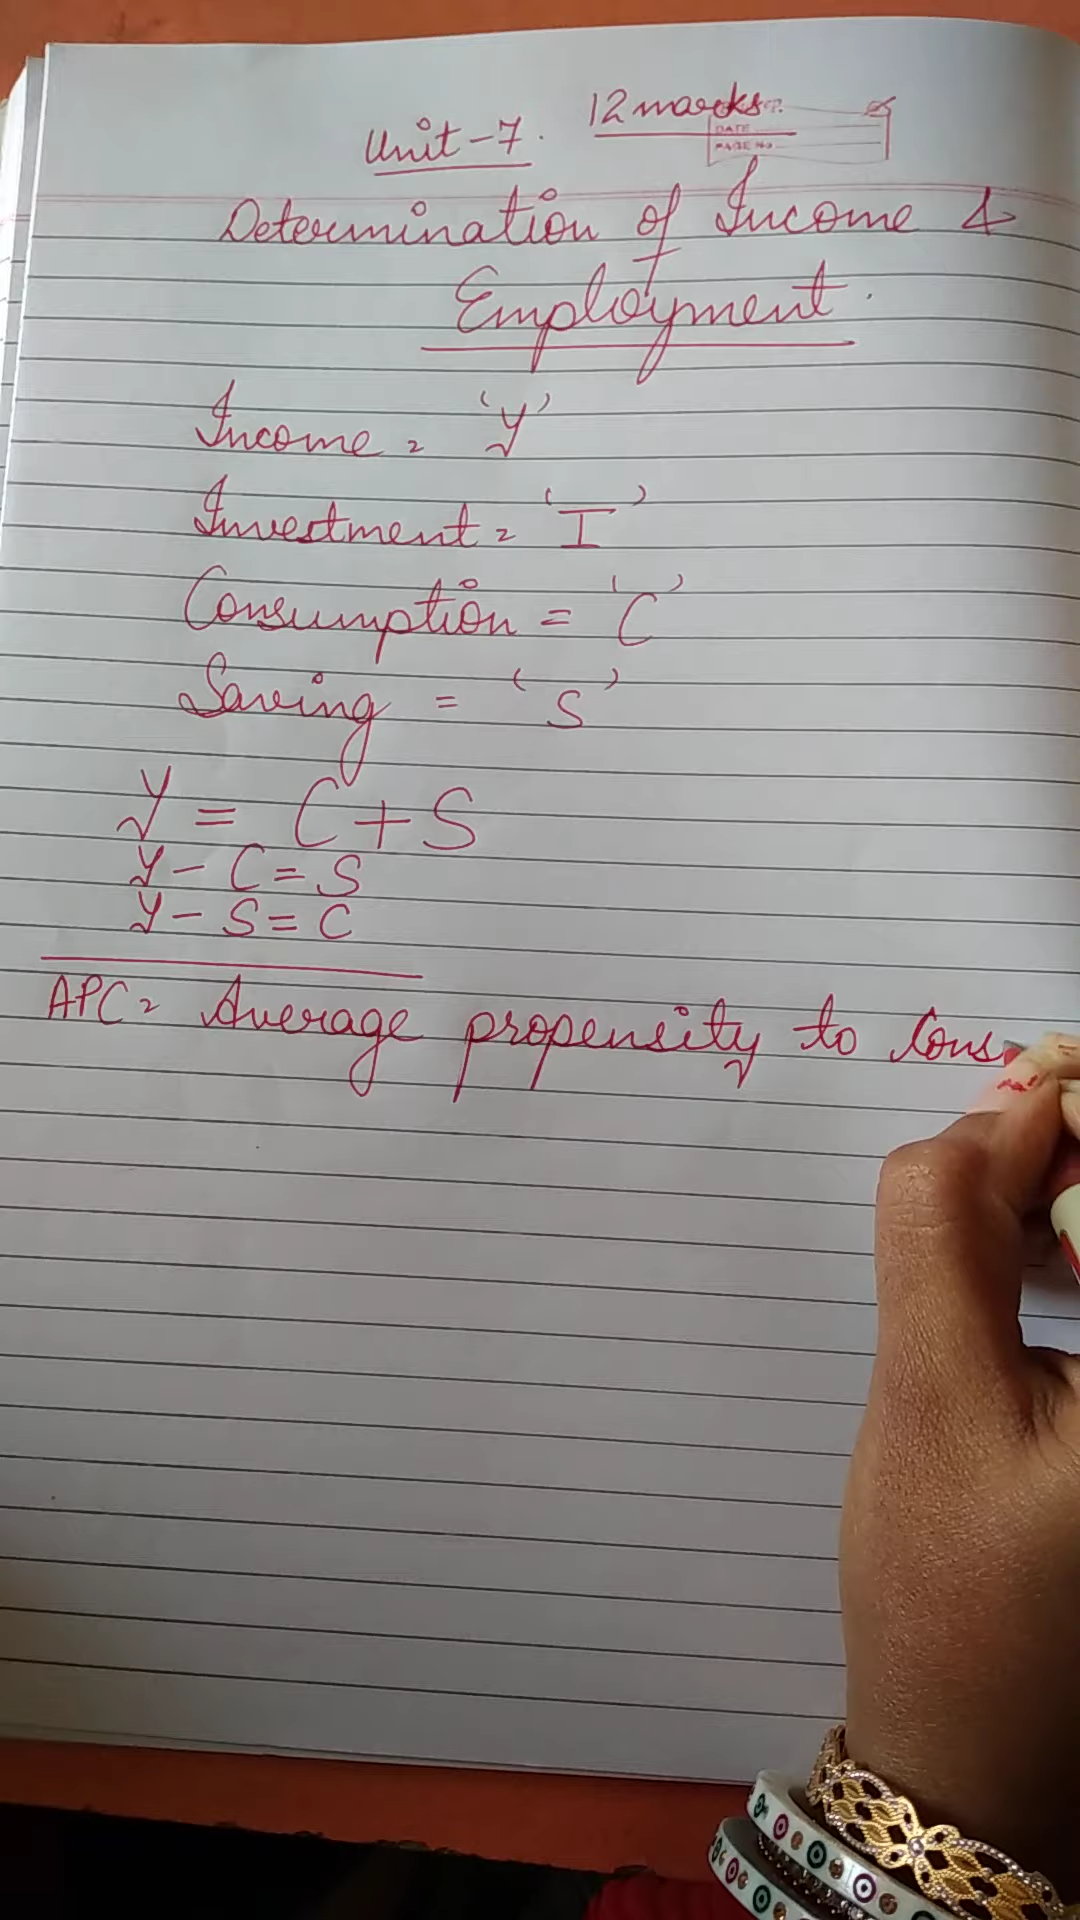 Unit-7. 12 marks.
DATE
PAGE NO
Determination of Income &
Employment.
Income = 'Y'
Investment = 'I'
Consumption = 'C'
Saving = 'S'
Y = C+S
Y - C = S
Y - S = C
APC = Average propensity to Cons